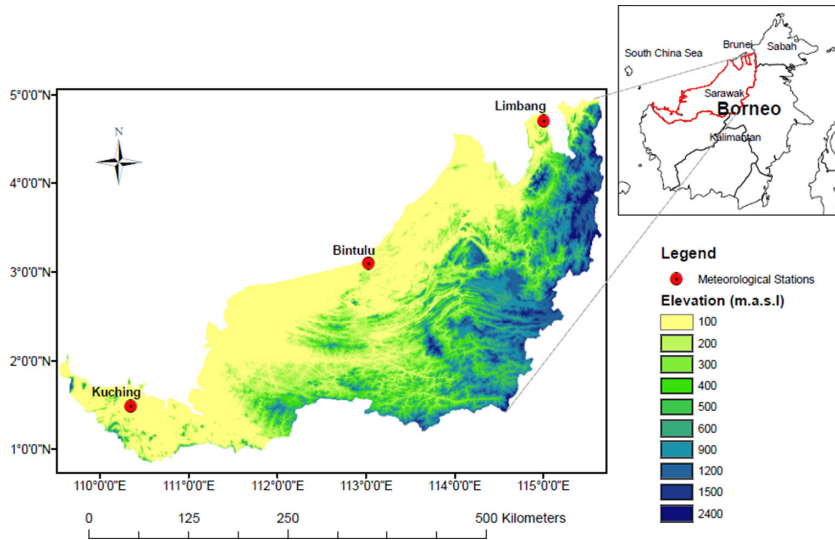 South China Sea
Brunei
Sabah
Sarawak
Borneo
Kalimantan
5°0'0"N
4°0'0"N
3°0'0"N
2°0'0"N
1°0'0"N
N
Limbang
Bintulu
Kuching
110°0'0"E 111°0'0"E 112°0'0"E 113°0'0"E 114°0'0"E 115°0'0"E
0 125 250 500 Kilometers
Legend
Meteorological Stations
Elevation (m.a.s.l)
100
200
300
400
500
600
900
1200
1500
2400